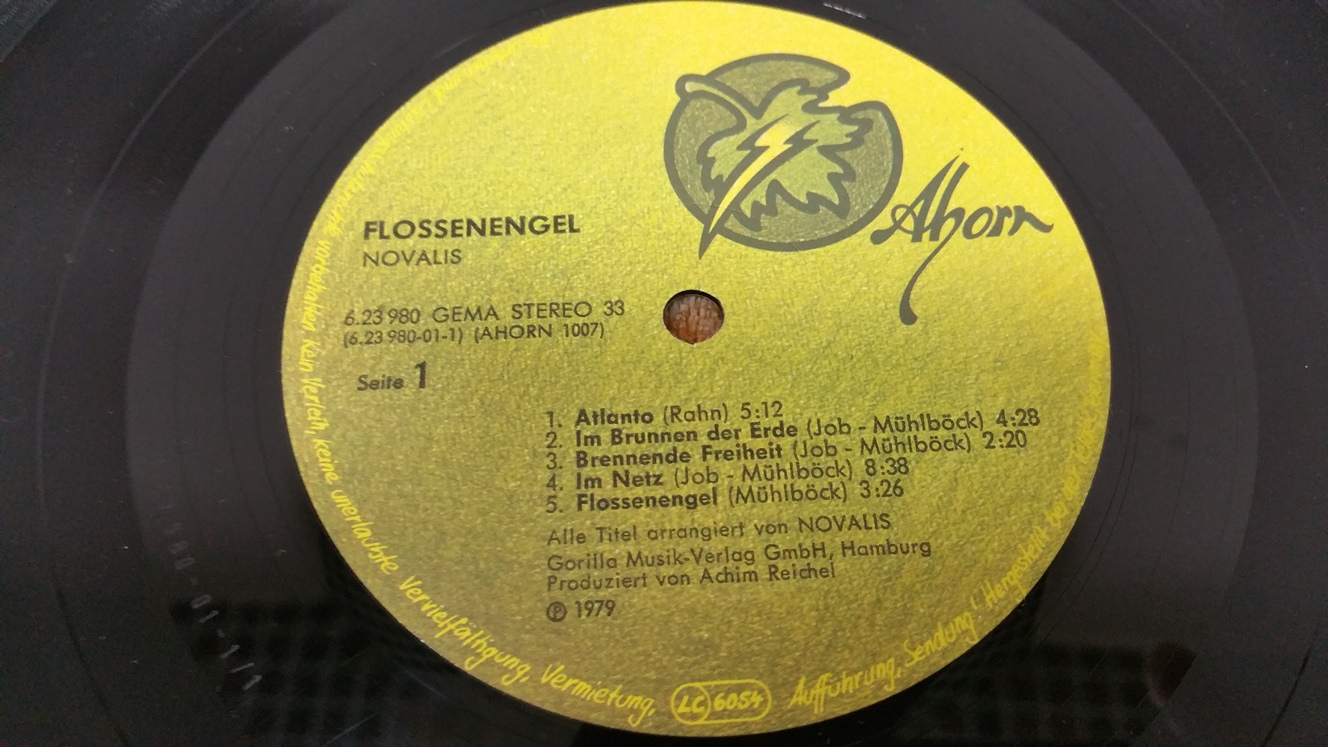 Ahorn
FLOSSENENGEL
NOVALIS
6.23 980 GEMA STEREO 33
(6.23 980-01-1) (AHORN 1007)
Seite 1
1. Atlanto (Rahn) 5:12
2. Im Brunnen der Erde (Job - Mühlböck) 4:28
3. Brennende Freiheit (Job - Mühlböck) 2:20
4. Im Netz (Job - Mühlböck) 8:38
5. Flossenengel (Mühlböck) 3:26
Alle Titel arrangiert von NOVALIS
Gorilla Musik-Verlag GmbH, Hamburg
Produziert von Achim Reichel
Ⓟ 1979
vorbehalten. Kein Verleih, keine unerlaubte Vervielfältigung, Vermietung, Aufführung, Sendung! Hergestellt bei der
LC 6054